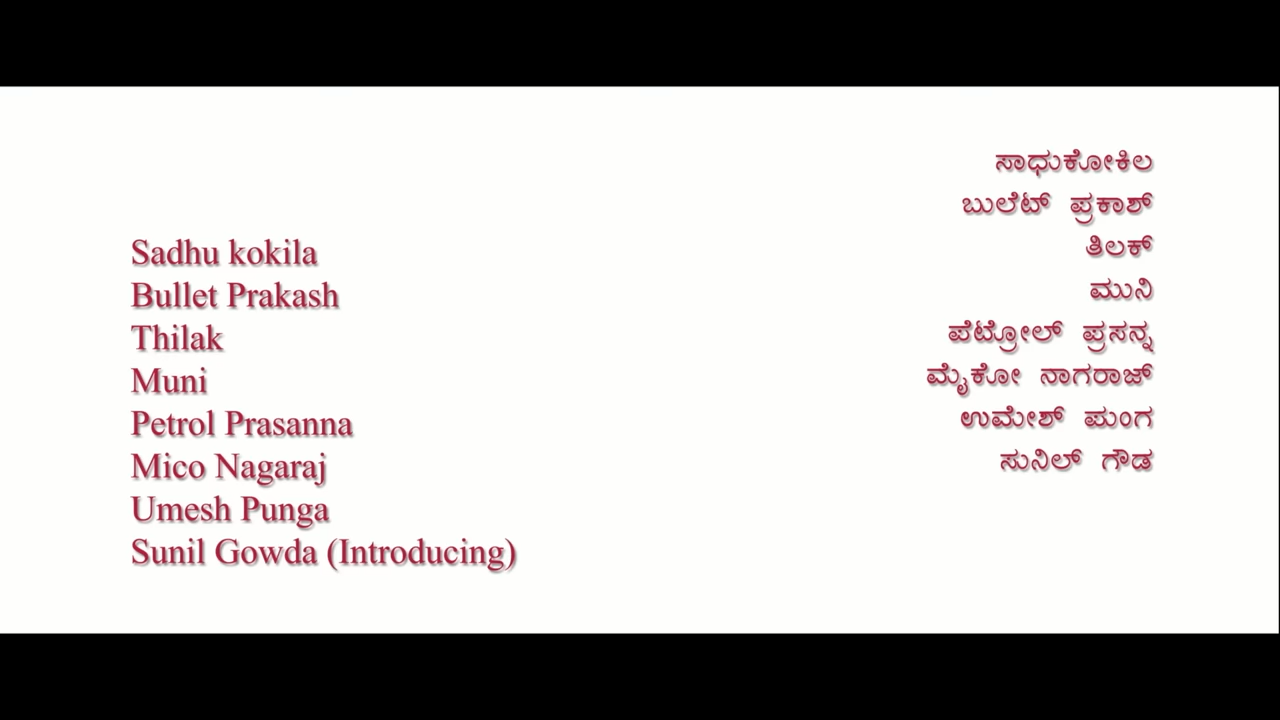 Sadhu kokila
Bullet Prakash
Thilak
Muni
Petrol Prasanna
Mico Nagaraj
Umesh Punga
Sunil Gowda (Introducing)
ಸಾಧುಕೋಕಿಲ
ಬುಲೆಟ್ ಪ್ರಕಾಶ್
ತಿಲಕ್
ಮುನಿ
ಪೆಟ್ರೋಲ್ ಪ್ರಸನ್ನ
ಮೈಕೋ ನಾಗರಾಜ್
ಉಮೇಶ್ ಪುಂಗ
ಸುನಿಲ್ ಗೌಡ